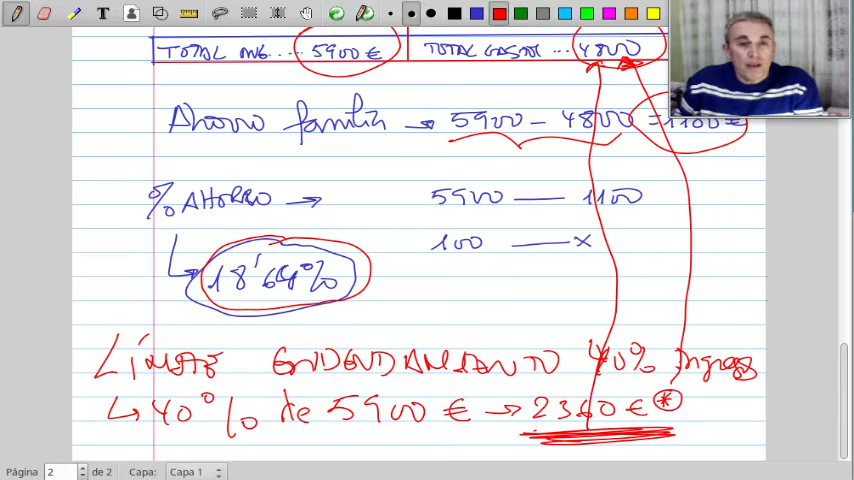 TOTAL ING.... 5900 € TOTAL GASTOS ... 4800
Ahorro familia → 5900 - 4800 = 1100 €
% AHORRO → 5900 — 1100
100 — x
18'64%
LÍMITE ENDEUDAMIENTO 40% Ingresos
↳ 40% de 5900 € → 2360 € *
Página 2 de 2 Capa: Capa 1